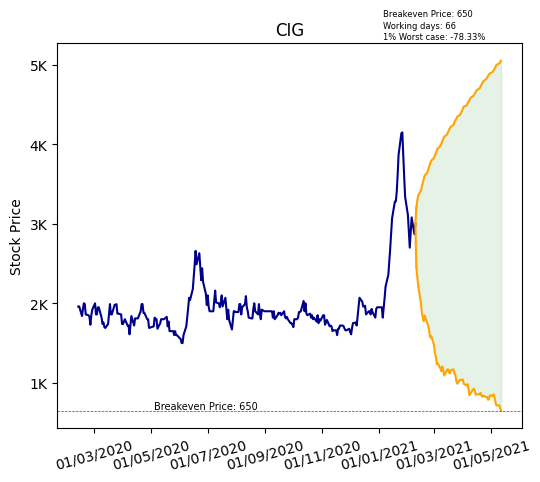 Breakeven Price: 650
Working days: 66
1% Worst case: -78.33%
CIG
5K
4K
3K
2K
1K
Stock Price
Breakeven Price: 650
01/03/2020
01/05/2020
01/07/2020
01/09/2020
01/11/2020
01/01/2021
01/03/2021
01/05/2021